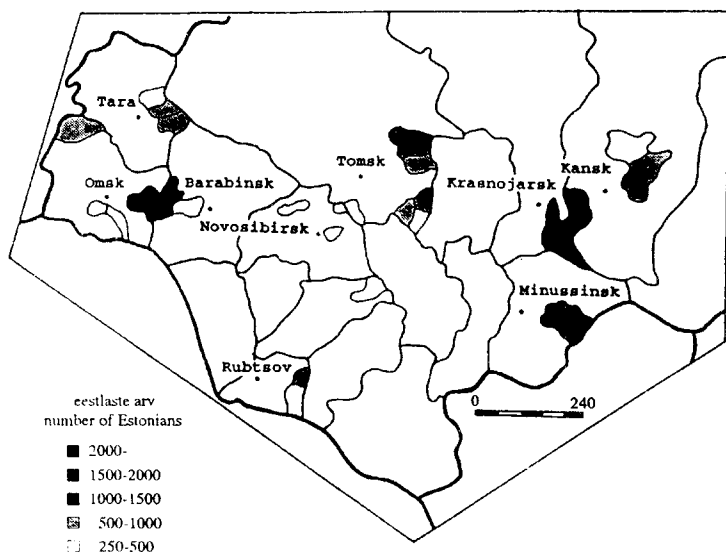 Tara
Tomsk
Kansk
Krasnojarsk
Omsk
Barabinsk
Novosibirsk
Minussinsk
Rubtsov
0 240
eestlaste arv
number of Estonians
2000-
1500-2000
1000-1500
500-1000
250-500